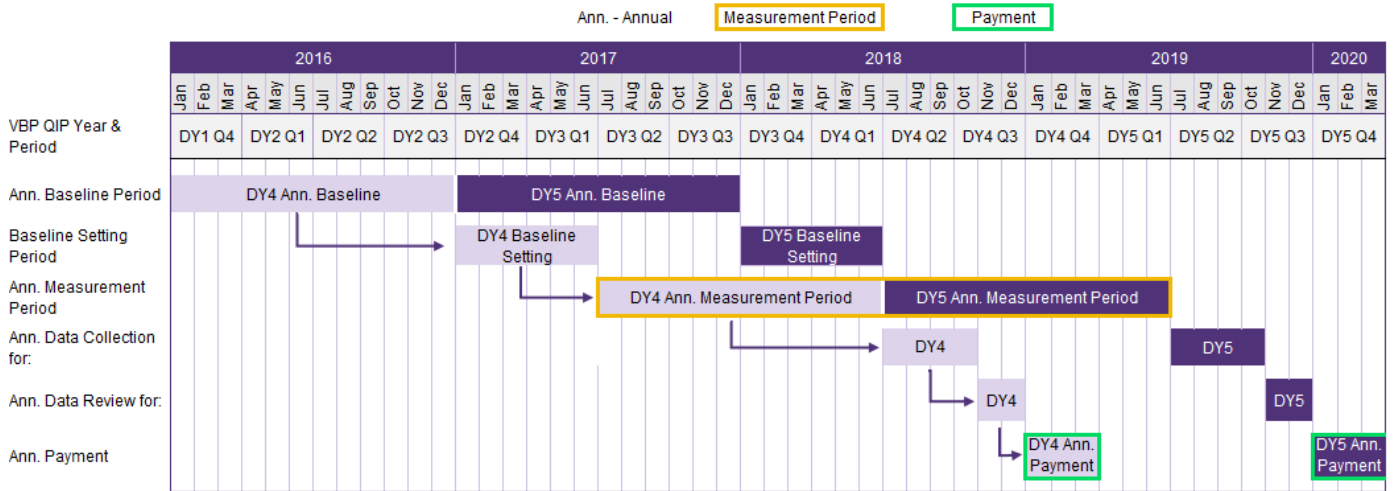 Ann. - Annual Measurement Period Payment
2016 2017 2018 2019 2020
Jan Feb Mar Apr May Jun Jul Aug Sep Oct Nov Dec Jan Feb Mar Apr May Jun Jul Aug Sep Oct Nov Dec Jan Feb Mar Apr May Jun Jul Aug Sep Oct Nov Dec Jan Feb Mar Apr May Jun Jul Aug Sep Oct Nov Dec Jan Feb Mar
VBP QIP Year &
Period
DY1 Q4 DY2 Q1 DY2 Q2 DY2 Q3 DY2 Q4 DY3 Q1 DY3 Q2 DY3 Q3 DY3 Q4 DY4 Q1 DY4 Q2 DY4 Q3 DY4 Q4 DY5 Q1 DY5 Q2 DY5 Q3 DY5 Q4
Ann. Baseline Period DY4 Ann. Baseline DY5 Ann. Baseline
Baseline Setting
Period
DY4 Baseline
Setting
DY5 Baseline
Setting
Ann. Measurement
Period
DY4 Ann. Measurement Period DY5 Ann. Measurement Period
Ann. Data Collection
for:
DY4 DY5
Ann. Data Review for: DY4 DY5
Ann. Payment
DY4 Ann.
Payment
DY5 Ann.
Payment